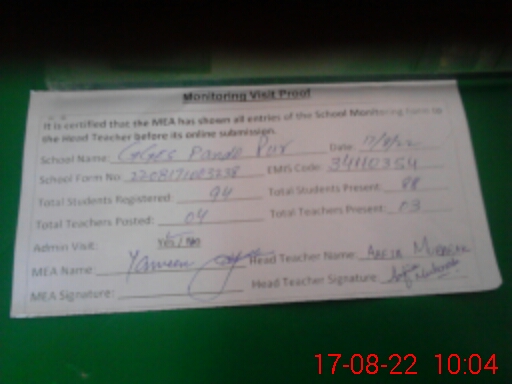 Monitoring Visit Proof
It is certified that the MEA has shown all entries of the School Monitoring form to
the Head Teacher before its online submission.
School Name: GGES Pando Pur Date: 17/8/22
School Form No: 2208171003238 EMIS Code: 34110354
Total Students Registered: 94 Total Students Present: 88
Total Teachers Posted: 04 Total Teachers Present: 03
Admin Visit: Yes / No
MEA Name: Yameen Head Teacher Name: Mubarak
MEA Signature: Head Teacher Signature:
17-08-22 10:04